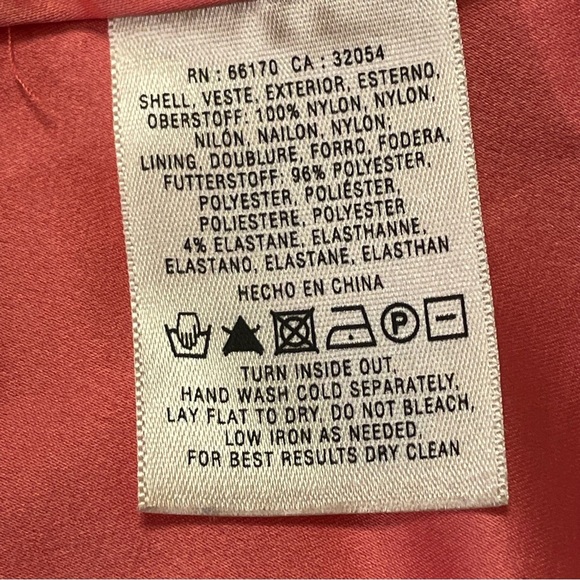 RN : 66170 CA : 32054
SHELL, VESTE, EXTERIOR, ESTERNO,
OBERSTOFF: 100% NYLON, NYLON,
NILÓN, NAILON, NYLON,
LINING, DOUBLURE, FORRO, FODERA,
FUTTERSTOFF: 96% POLYESTER,
POLYESTER, POLIÉSTER,
POLIESTERE, POLYESTER
4% ELASTANE, ELASTHANNE,
ELASTANO, ELASTANE, ELASTHAN
HECHO EN CHINA
P
TURN INSIDE OUT,
HAND WASH COLD SEPARATELY,
LAY FLAT TO DRY. DO NOT BLEACH,
LOW IRON AS NEEDED
FOR BEST RESULTS DRY CLEAN